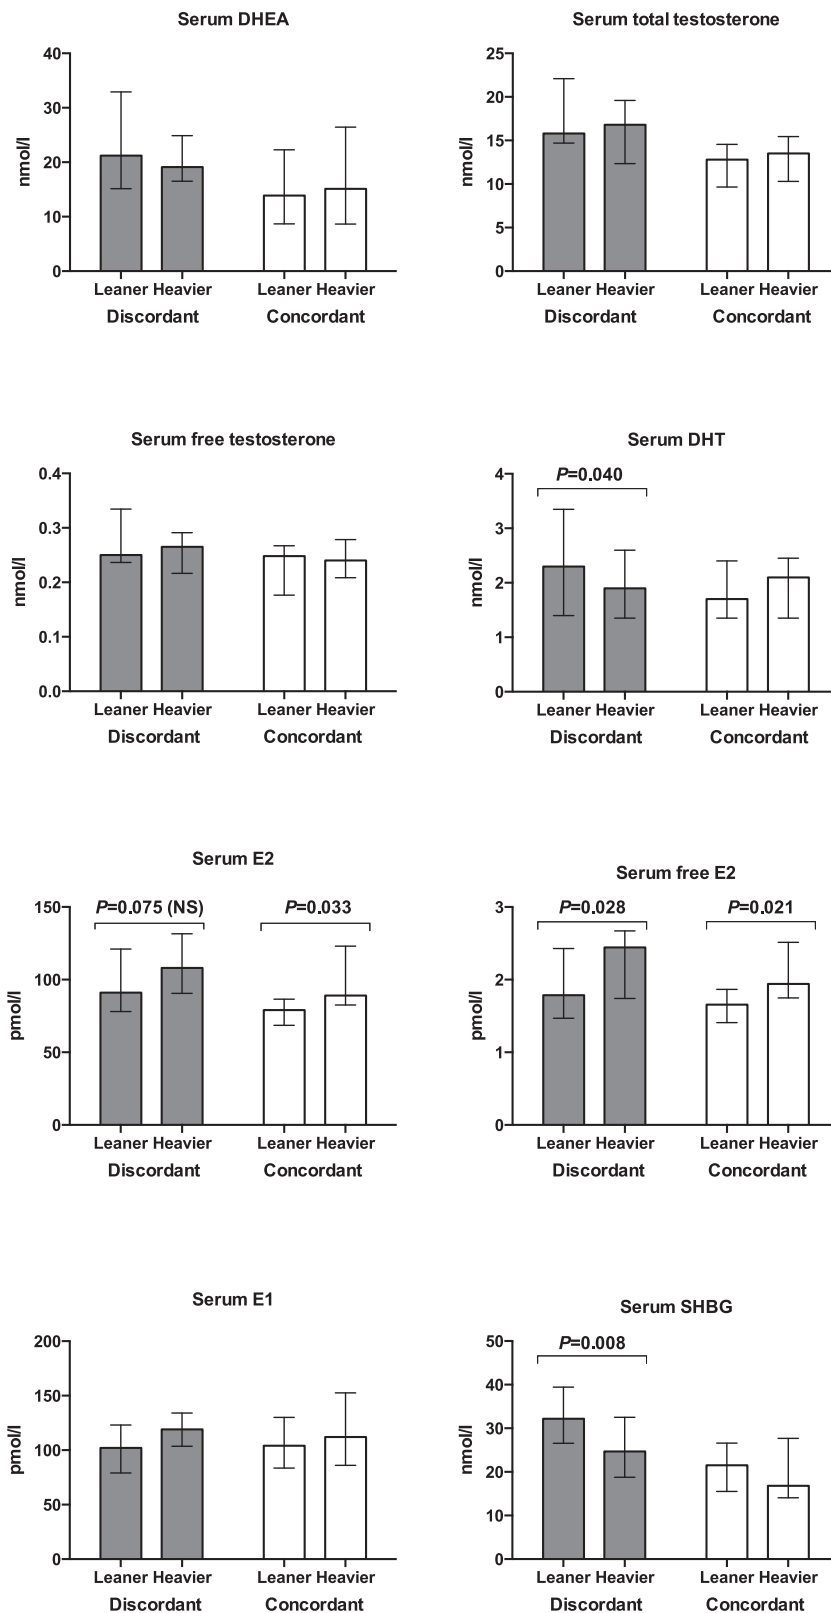 Serum DHEA
40
30
20
10
0
nmol/l
Leaner Heavier Leaner Heavier
Discordant Concordant
Serum total testosterone
25
20
15
10
5
0
nmol/l
Leaner Heavier Leaner Heavier
Discordant Concordant
Serum free testosterone
0.4
0.3
0.2
0.1
0.0
nmol/l
Leaner Heavier Leaner Heavier
Discordant Concordant
Serum DHT
P=0.040
4
3
2
1
0
nmol/l
Leaner Heavier Leaner Heavier
Discordant Concordant
Serum E2
P=0.075 (NS) P=0.033
150
100
50
0
pmol/l
Leaner Heavier Leaner Heavier
Discordant Concordant
Serum free E2
P=0.028 P=0.021
3
2
1
0
pmol/l
Leaner Heavier Leaner Heavier
Discordant Concordant
Serum E1
200
150
100
50
0
pmol/l
Leaner Heavier Leaner Heavier
Discordant Concordant
Serum SHBG
P=0.008
50
40
30
20
10
0
nmol/l
Leaner Heavier Leaner Heavier
Discordant Concordant